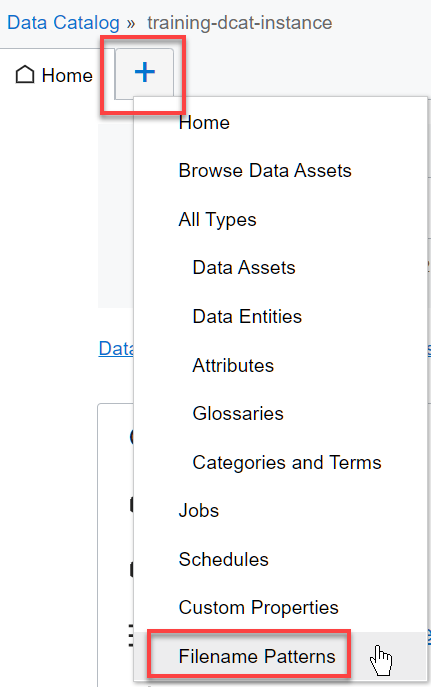 Data Catalog » training-dcat-instance
Home +
Home
Browse Data Assets
All Types
Data Assets
Data Entities
Attributes
Glossaries
Categories and Terms
Jobs
Schedules
Custom Properties
Filename Patterns